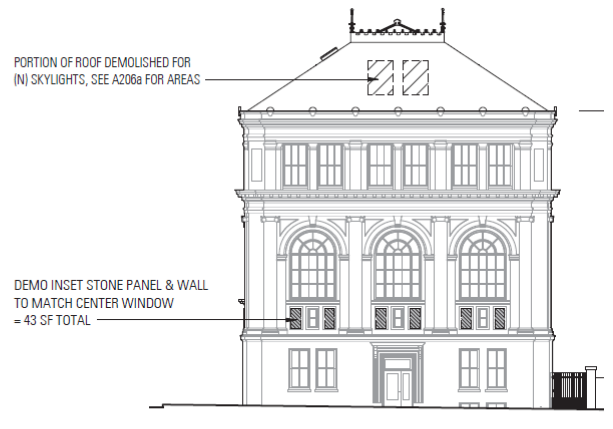 PORTION OF ROOF DEMOLISHED FOR
(N) SKYLIGHTS, SEE A206a FOR AREAS
DEMO INSET STONE PANEL & WALL
TO MATCH CENTER WINDOW
= 43 SF TOTAL